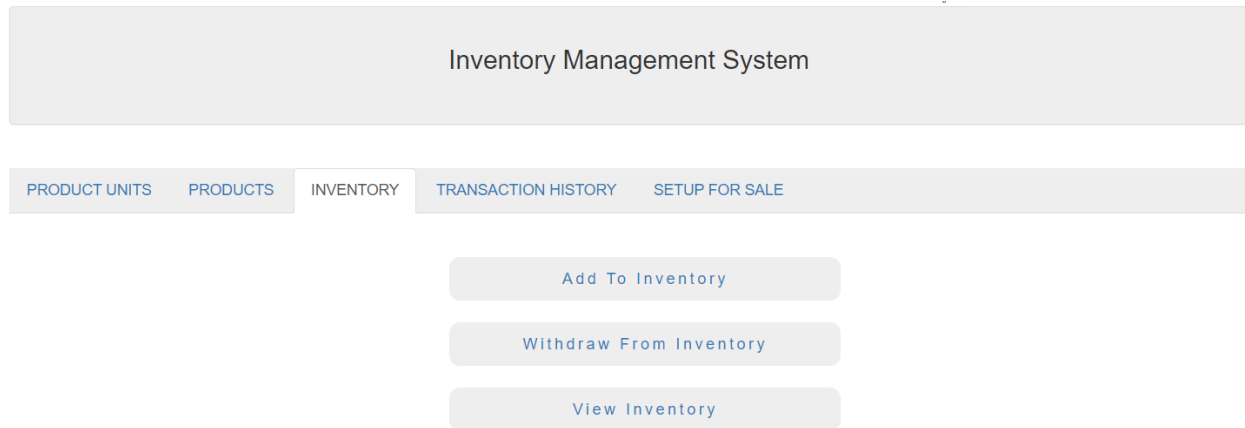 Inventory Management System
PRODUCT UNITS PRODUCTS INVENTORY TRANSACTION HISTORY SETUP FOR SALE
Add To Inventory
Withdraw From Inventory
View Inventory